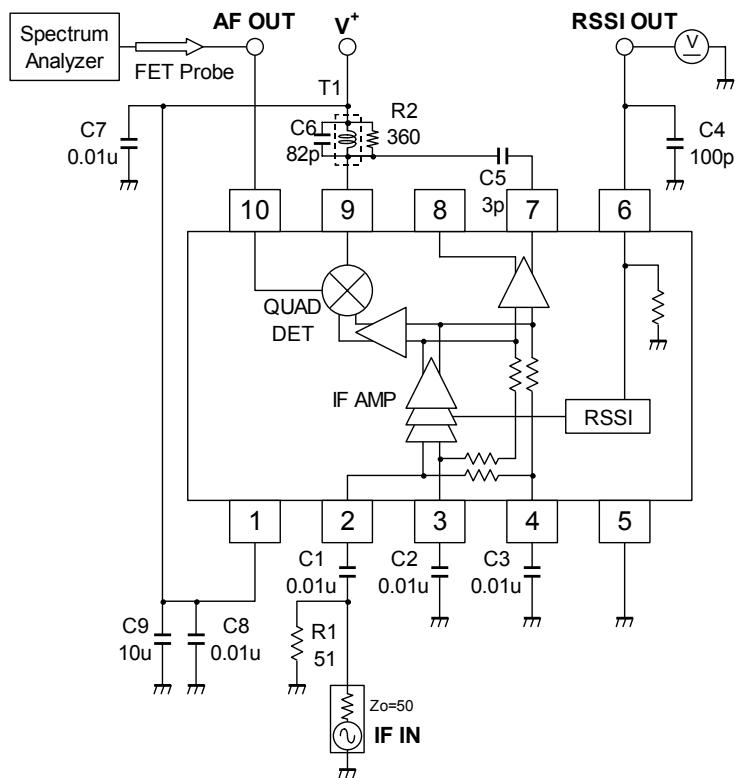 AF OUT
V+
RSSI OUT
Spectrum
Analyzer
FET Probe
V
T1
C7
0.01u
C6
82p
R2
360
C5
3p
C4
100p
10
9
8
7
6
QUAD
DET
IF AMP
RSSI
1
2
3
4
5
C1
0.01u
C2
0.01u
C3
0.01u
C9
10u
C8
0.01u
R1
51
Zo=50
IF IN